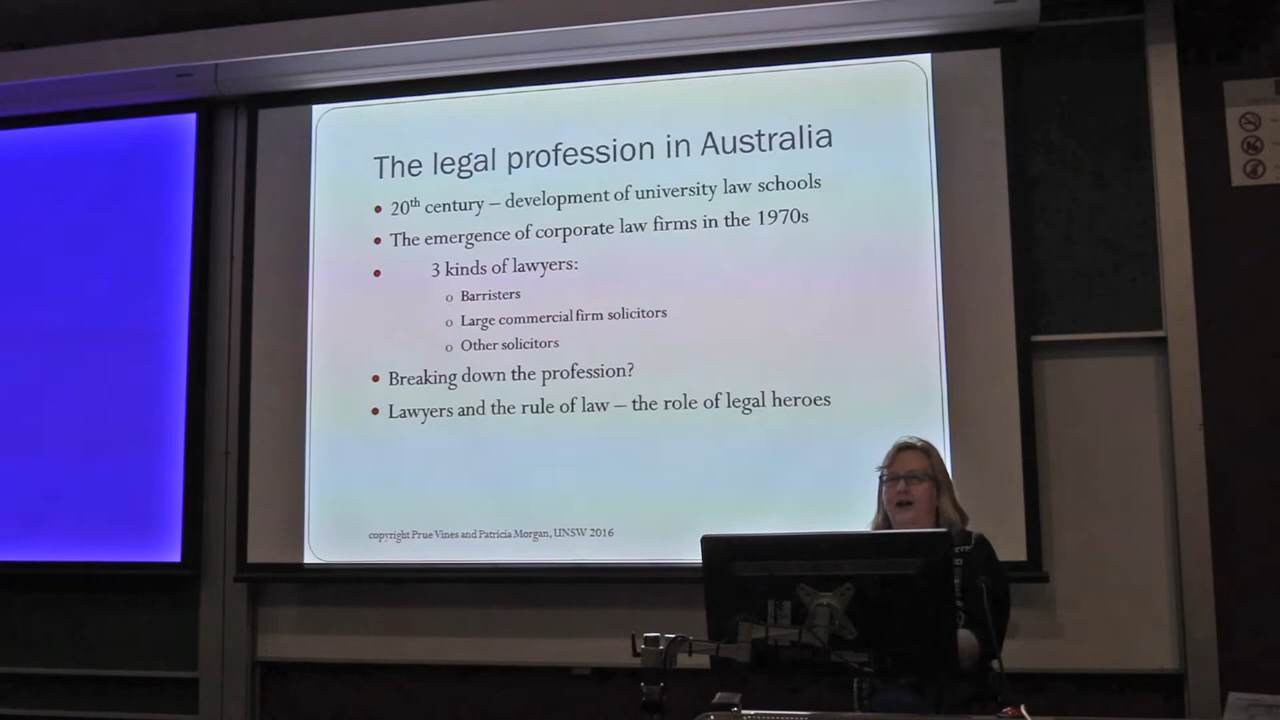 The legal profession in Australia
20th century – development of university law schools
The emergence of corporate law firms in the 1970s
3 kinds of lawyers:
Barristers
Large commercial firm solicitors
Other solicitors
Breaking down the profession?
Lawyers and the rule of law – the role of legal heroes
copyright Prue Vines and Patricia Morgan, UNSW 2016